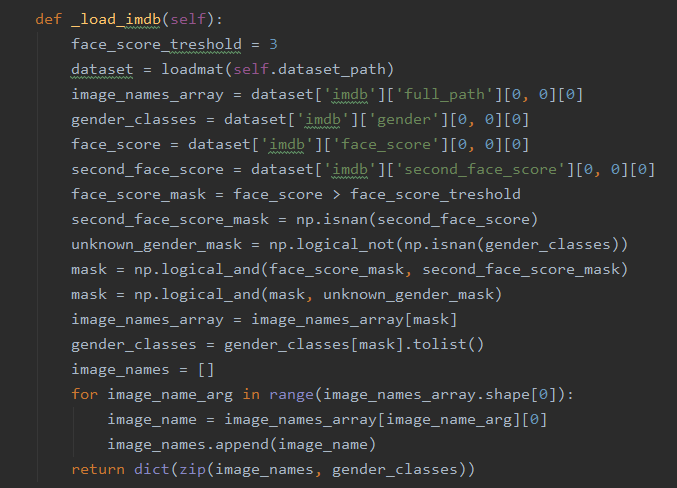 def _load_imdb(self):
    face_score_treshold = 3
    dataset = loadmat(self.dataset_path)
    image_names_array = dataset['imdb']['full_path'][0, 0][0]
    gender_classes = dataset['imdb']['gender'][0, 0][0]
    face_score = dataset['imdb']['face_score'][0, 0][0]
    second_face_score = dataset['imdb']['second_face_score'][0, 0][0]
    face_score_mask = face_score > face_score_treshold
    second_face_score_mask = np.isnan(second_face_score)
    unknown_gender_mask = np.logical_not(np.isnan(gender_classes))
    mask = np.logical_and(face_score_mask, second_face_score_mask)
    mask = np.logical_and(mask, unknown_gender_mask)
    image_names_array = image_names_array[mask]
    gender_classes = gender_classes[mask].tolist()
    image_names = []
    for image_name_arg in range(image_names_array.shape[0]):
        image_name = image_names_array[image_name_arg][0]
        image_names.append(image_name)
    return dict(zip(image_names, gender_classes))